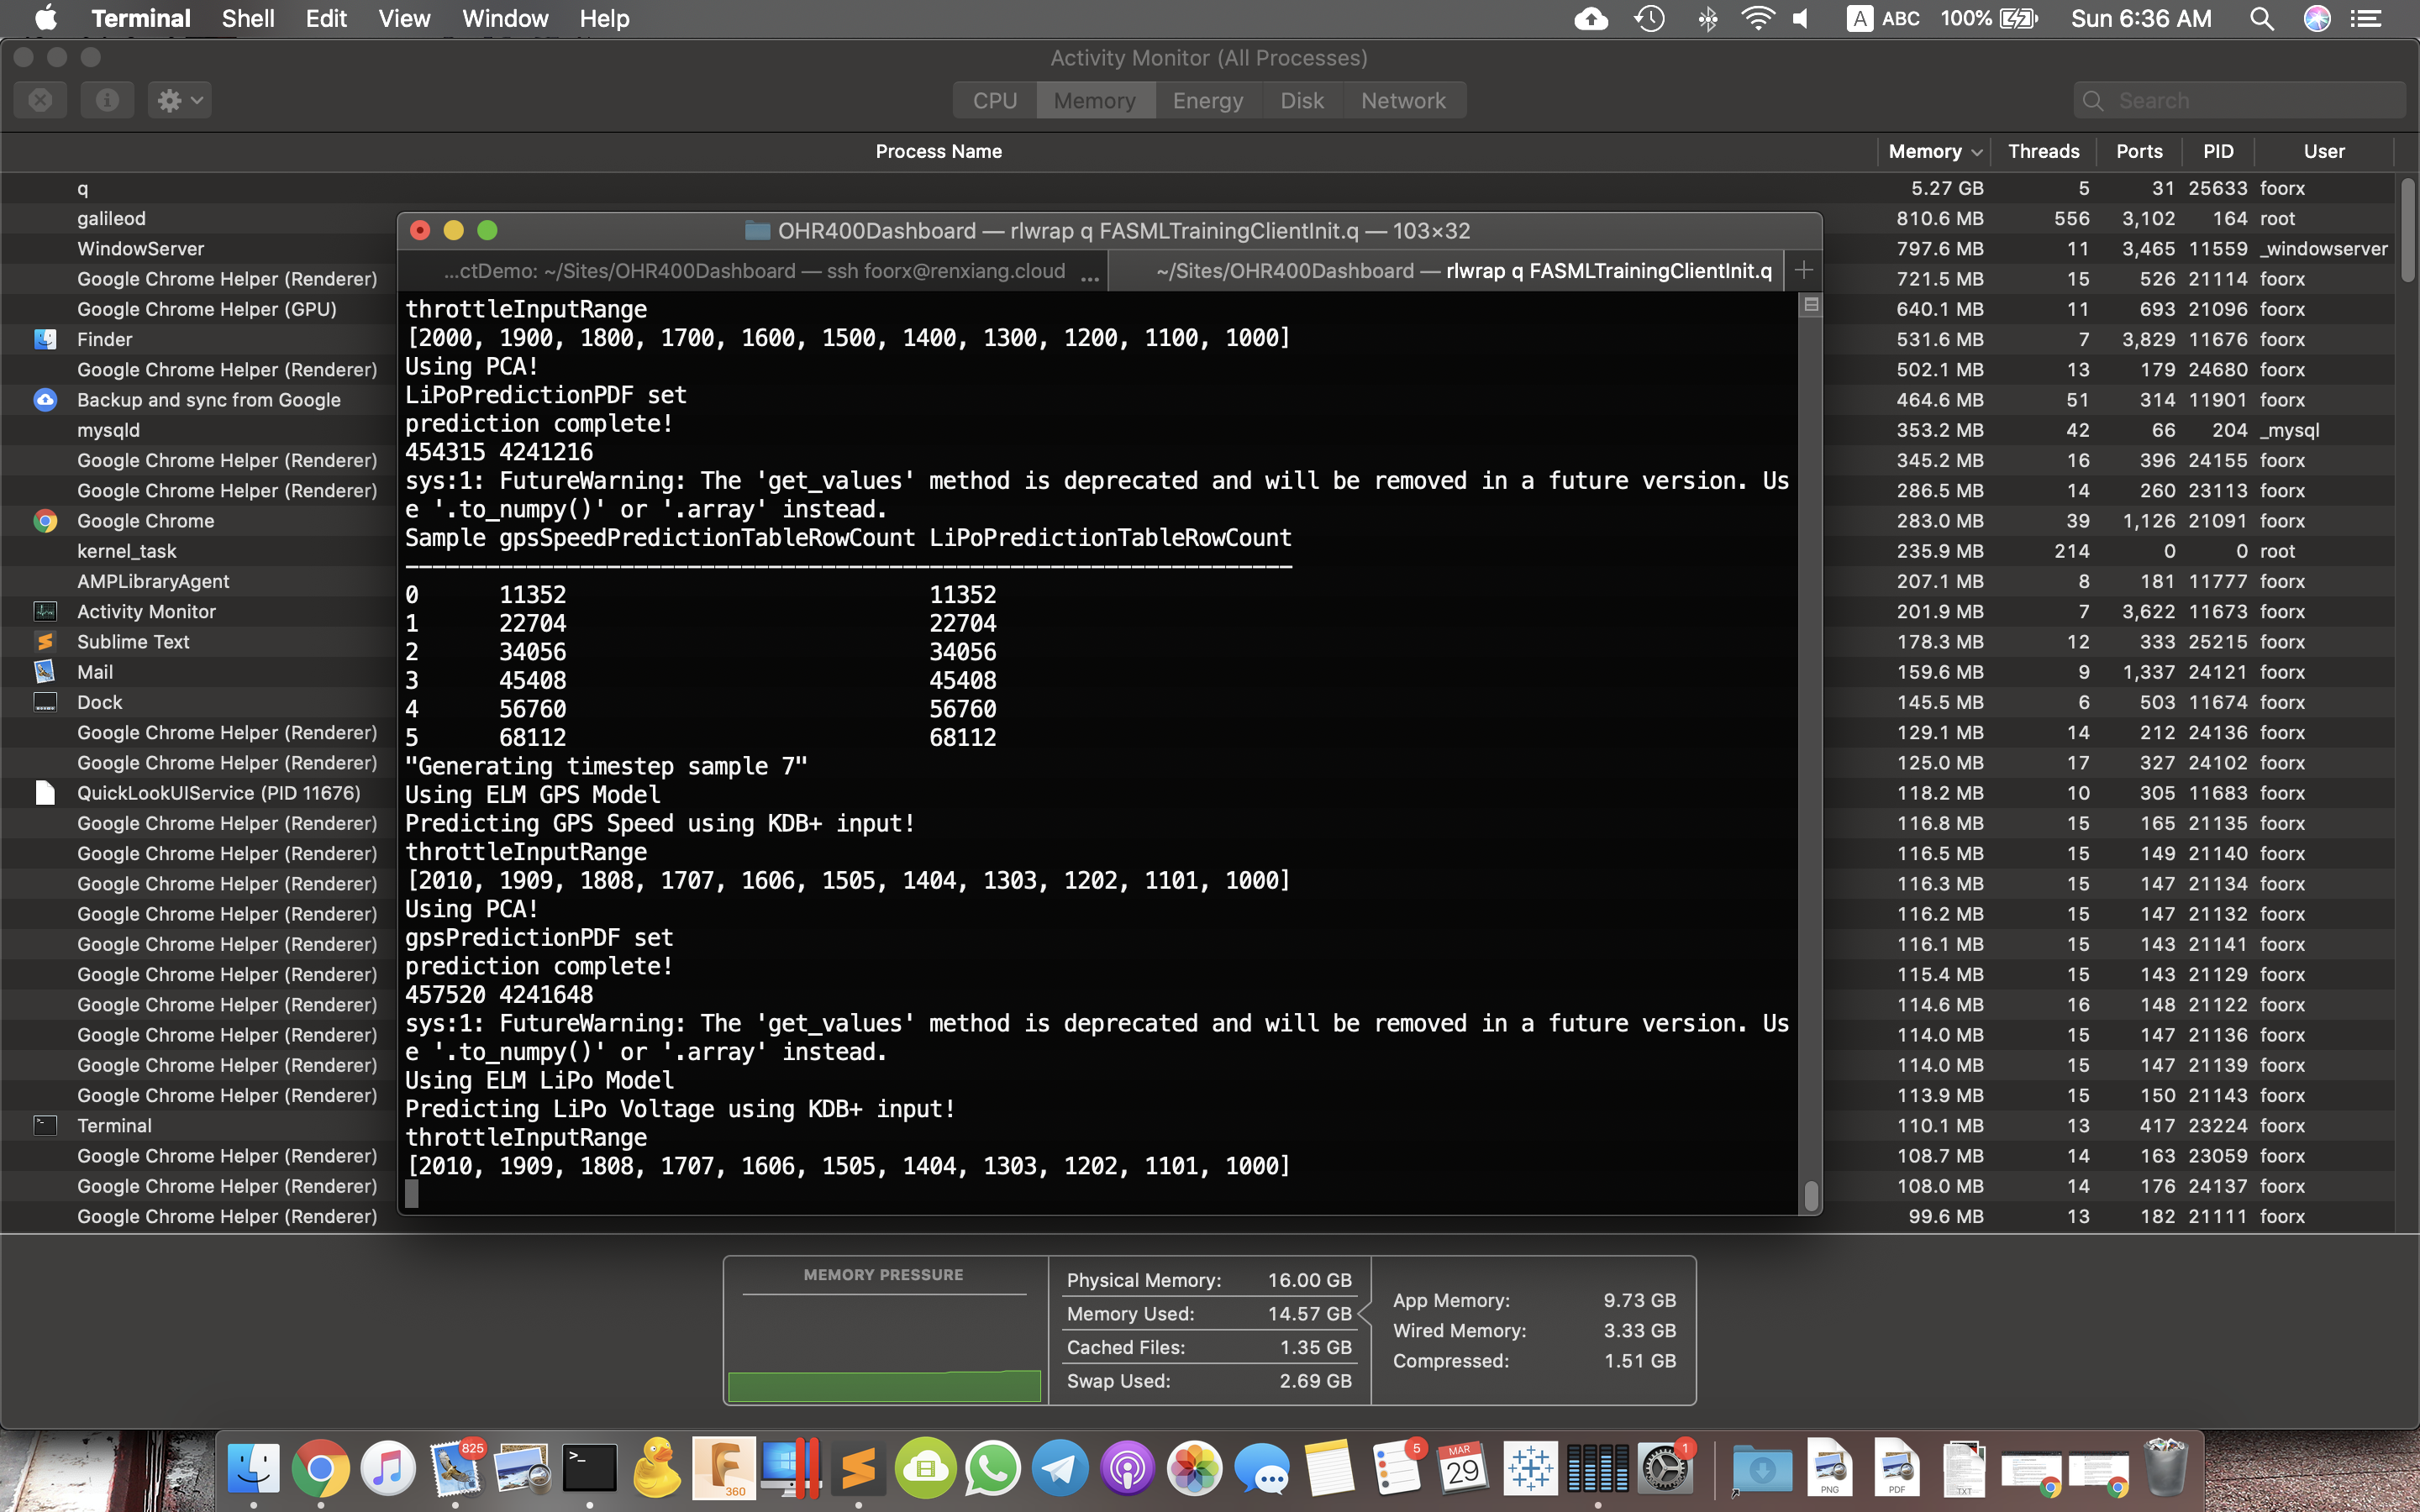 Terminal Shell Edit View Window Help A ABC 100% Sun 6:36 AM
Activity Monitor (All Processes)
CPU Memory Energy Disk Network Search
Process Name Memory Threads Ports PID User
q 5.27 GB 5 31 25633 foorx
galileod 810.6 MB 556 3,102 164 root
WindowServer 797.6 MB 11 3,465 11559 _windowserver
Google Chrome Helper (Renderer) 721.5 MB 15 526 21114 foorx
Google Chrome Helper (GPU) 640.1 MB 11 693 21096 foorx
Finder 531.6 MB 7 3,829 11676 foorx
Google Chrome Helper (Renderer) 502.1 MB 13 179 24680 foorx
Backup and sync from Google 464.6 MB 51 314 11901 foorx
mysqld 353.2 MB 42 66 204 _mysql
Google Chrome Helper (Renderer) 345.2 MB 16 396 24155 foorx
Google Chrome Helper (Renderer) 286.5 MB 14 260 23113 foorx
Google Chrome 283.0 MB 39 1,126 21091 foorx
kernel_task 235.9 MB 214 0 0 root
AMPLibraryAgent 207.1 MB 8 181 11777 foorx
Activity Monitor 201.9 MB 7 3,622 11673 foorx
Sublime Text 178.3 MB 12 333 25215 foorx
Mail 159.6 MB 9 1,337 24121 foorx
Dock 145.5 MB 6 503 11674 foorx
Google Chrome Helper (Renderer) 129.1 MB 14 212 24136 foorx
Google Chrome Helper (Renderer) 125.0 MB 17 327 24102 foorx
QuickLookUIService (PID 11676) 118.2 MB 10 305 11683 foorx
Google Chrome Helper (Renderer) 116.8 MB 15 165 21135 foorx
Google Chrome Helper (Renderer) 116.5 MB 15 149 21140 foorx
Google Chrome Helper (Renderer) 116.3 MB 15 147 21134 foorx
Google Chrome Helper (Renderer) 116.2 MB 15 147 21132 foorx
Google Chrome Helper (Renderer) 116.1 MB 15 143 21141 foorx
Google Chrome Helper (Renderer) 115.4 MB 15 143 21129 foorx
Google Chrome Helper (Renderer) 114.6 MB 16 148 21122 foorx
Google Chrome Helper (Renderer) 114.0 MB 15 147 21136 foorx
Google Chrome Helper (Renderer) 114.0 MB 15 147 21139 foorx
Google Chrome Helper (Renderer) 113.9 MB 15 150 21143 foorx
Terminal 110.1 MB 13 417 23224 foorx
Google Chrome Helper (Renderer) 108.7 MB 14 163 23059 foorx
Google Chrome Helper (Renderer) 108.0 MB 14 176 24137 foorx
Google Chrome Helper (Renderer) 99.6 MB 13 182 21111 foorx
OHR400Dashboard — rlwrap q FASMLTrainingClientInit.q — 103×32
...ctDemo: ~/Sites/OHR400Dashboard — ssh foorx@renxiang.cloud ... ~/Sites/OHR400Dashboard — rlwrap q FASMLTrainingClientInit.q
throttleInputRange
[2000, 1900, 1800, 1700, 1600, 1500, 1400, 1300, 1200, 1100, 1000]
Using PCA!
LiPoPredictionPDF set
prediction complete!
454315 4241216
sys:1: FutureWarning: The 'get_values' method is deprecated and will be removed in a future version. Us
e '.to_numpy()' or '.array' instead.
Sample gpsSpeedPredictionTableRowCount LiPoPredictionTableRowCount
------------------------------------------------------------------
0 11352 11352
1 22704 22704
2 34056 34056
3 45408 45408
4 56760 56760
5 68112 68112
"Generating timestep sample 7"
Using ELM GPS Model
Predicting GPS Speed using KDB+ input!
throttleInputRange
[2010, 1909, 1808, 1707, 1606, 1505, 1404, 1303, 1202, 1101, 1000]
Using PCA!
gpsPredictionPDF set
prediction complete!
457520 4241648
sys:1: FutureWarning: The 'get_values' method is deprecated and will be removed in a future version. Us
e '.to_numpy()' or '.array' instead.
Using ELM LiPo Model
Predicting LiPo Voltage using KDB+ input!
throttleInputRange
[2010, 1909, 1808, 1707, 1606, 1505, 1404, 1303, 1202, 1101, 1000]
MEMORY PRESSURE
Physical Memory: 16.00 GB
Memory Used: 14.57 GB
Cached Files: 1.35 GB
Swap Used: 2.69 GB
App Memory: 9.73 GB
Wired Memory: 3.33 GB
Compressed: 1.51 GB
825 360 5 MAR 29 1 PNG PDF TXT